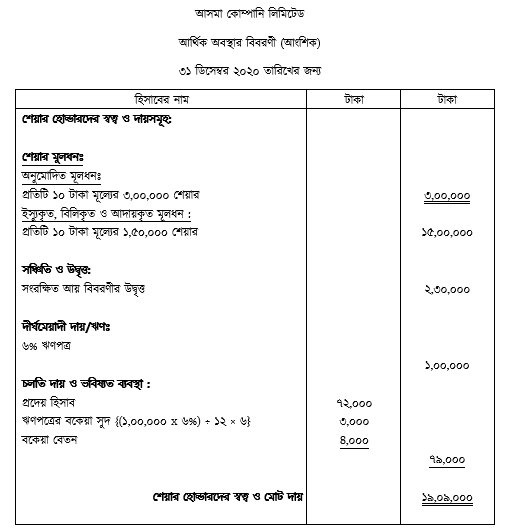 আসমা কোম্পানি লিমিটেড
আর্থিক অবস্থার বিবরণী (আংশিক)
৩১ ডিসেম্বর ২০২০ তারিখের জন্য
হিসাবের নাম টাকা টাকা
শেয়ার হোল্ডারদের স্বত্ব ও দায়সমূহ:
শেয়ার মূলধনঃ
অনুমোদিত মূলধনঃ
প্রতিটি ১০ টাকা মূল্যের ৩,০০,০০০ শেয়ার ৩,০০,০০০
ইস্যুকৃত, বিলিকৃত ও আদায়কৃত মূলধন :
প্রতিটি ১০ টাকা মূল্যের ১,৫০,০০০ শেয়ার ১৫,০০,০০০
সঞ্চিতি ও উদ্বৃত্ত:
সংরক্ষিত আয় বিবরণীর উদ্বৃত্ত ২,৩০,০০০
দীর্ঘমেয়াদী দায়/ঋণঃ
৬% ঋণপত্র
১,০০,০০০
চলতি দায় ও ভবিষ্যত ব্যবস্থা :
প্রদেয় হিসাব ৭২,০০০
ঋণপত্রের বকেয়া সুদ {(১,০০,০০০ x ৬%) ÷ ১২ × ৬} ৩,০০০
বকেয়া বেতন ৪,০০০
৭৯,০০০
শেয়ার হোল্ডারদের স্বত্ব ও মোট দায় ১৯,০৯,০০০